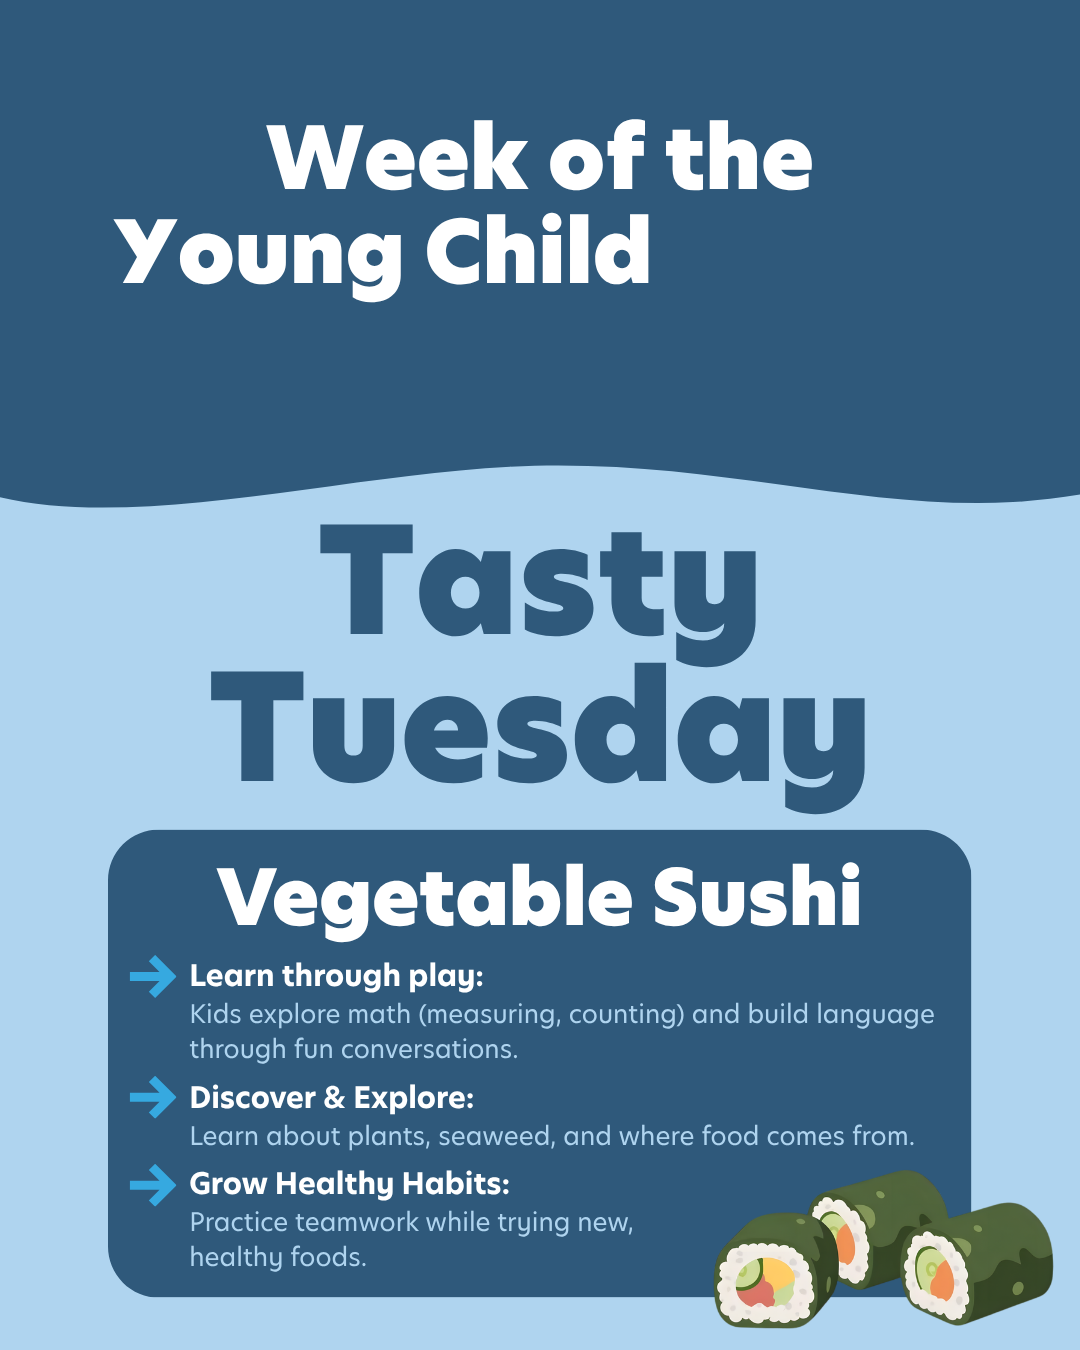 Week of the
Young Child
Tasty
Tuesday
Vegetable Sushi
Learn through play:
Kids explore math (measuring, counting) and build language
through fun conversations.
Discover & Explore:
Learn about plants, seaweed, and where food comes from.
Grow Healthy Habits:
Practice teamwork while trying new,
healthy foods.